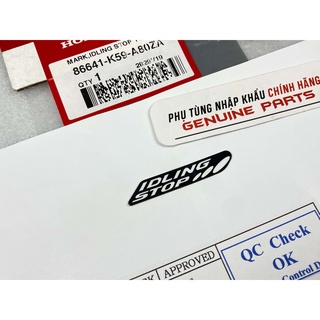 HON
MARK, IDLING STOP
86641-K59-A80ZA
QTY 1
PHỤ TÙNG NHẬP KHẨU CHÍNH HÃNG
GENUINE PARTS
IDLING
STOP
APPROVED
QC Check
OK
Control D